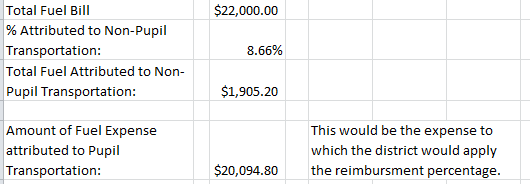 Total Fuel Bill $22,000.00
% Attributed to Non-Pupil
Transportation: 8.66%
Total Fuel Attributed to Non-
Pupil Transportation: $1,905.20
Amount of Fuel Expense This would be the expense to
attributed to Pupil which the district would apply
Transportation: $20,094.80 the reimbursment percentage.